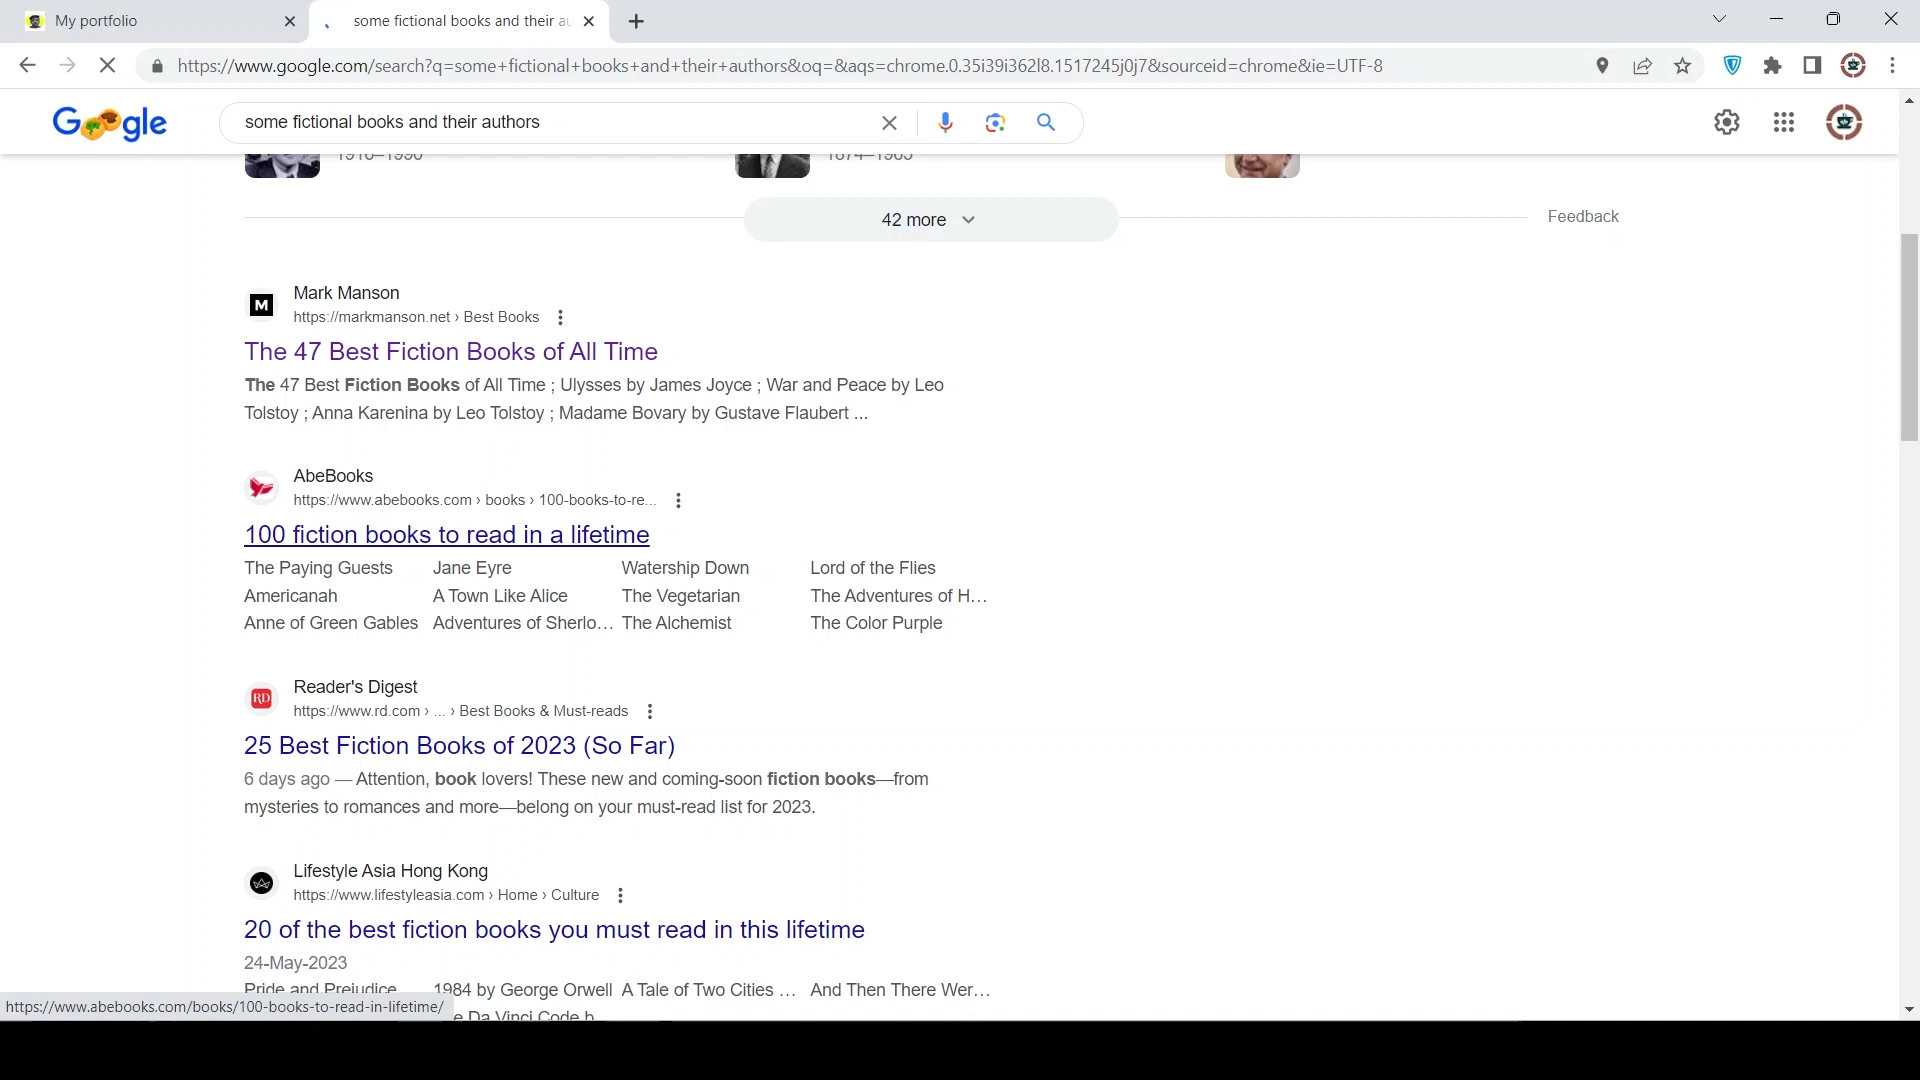 My portfolio
some fictional books and their au
https://www.google.com/search?q=some+fictional+books+and+their+authors&oq=&aqs=chrome.0.35i39i362l8.1517245j0j7&sourceid=chrome&ie=UTF-8
Google
some fictional books and their authors
42 more
Feedback
M
Mark Manson
https://markmanson.net › Best Books
The 47 Best Fiction Books of All Time
The 47 Best Fiction Books of All Time ; Ulysses by James Joyce ; War and Peace by Leo
Tolstoy ; Anna Karenina by Leo Tolstoy ; Madame Bovary by Gustave Flaubert ...
AbeBooks
https://www.abebooks.com › books › 100-books-to-re...
100 fiction books to read in a lifetime
The Paying Guests Jane Eyre Watership Down Lord of the Flies
Americanah A Town Like Alice The Vegetarian The Adventures of H...
Anne of Green Gables Adventures of Sherlo... The Alchemist The Color Purple
RD
Reader's Digest
https://www.rd.com › ... › Best Books & Must-reads
25 Best Fiction Books of 2023 (So Far)
6 days ago — Attention, book lovers! These new and coming-soon fiction books—from
mysteries to romances and more—belong on your must-read list for 2023.
Lifestyle Asia Hong Kong
https://www.lifestyleasia.com › Home › Culture
20 of the best fiction books you must read in this lifetime
24-May-2023
Pride and Prejudice 1984 by George Orwell A Tale of Two Cities ... And Then There Wer...
https://www.abebooks.com/books/100-books-to-read-in-lifetime/
e Da Vinci Code b